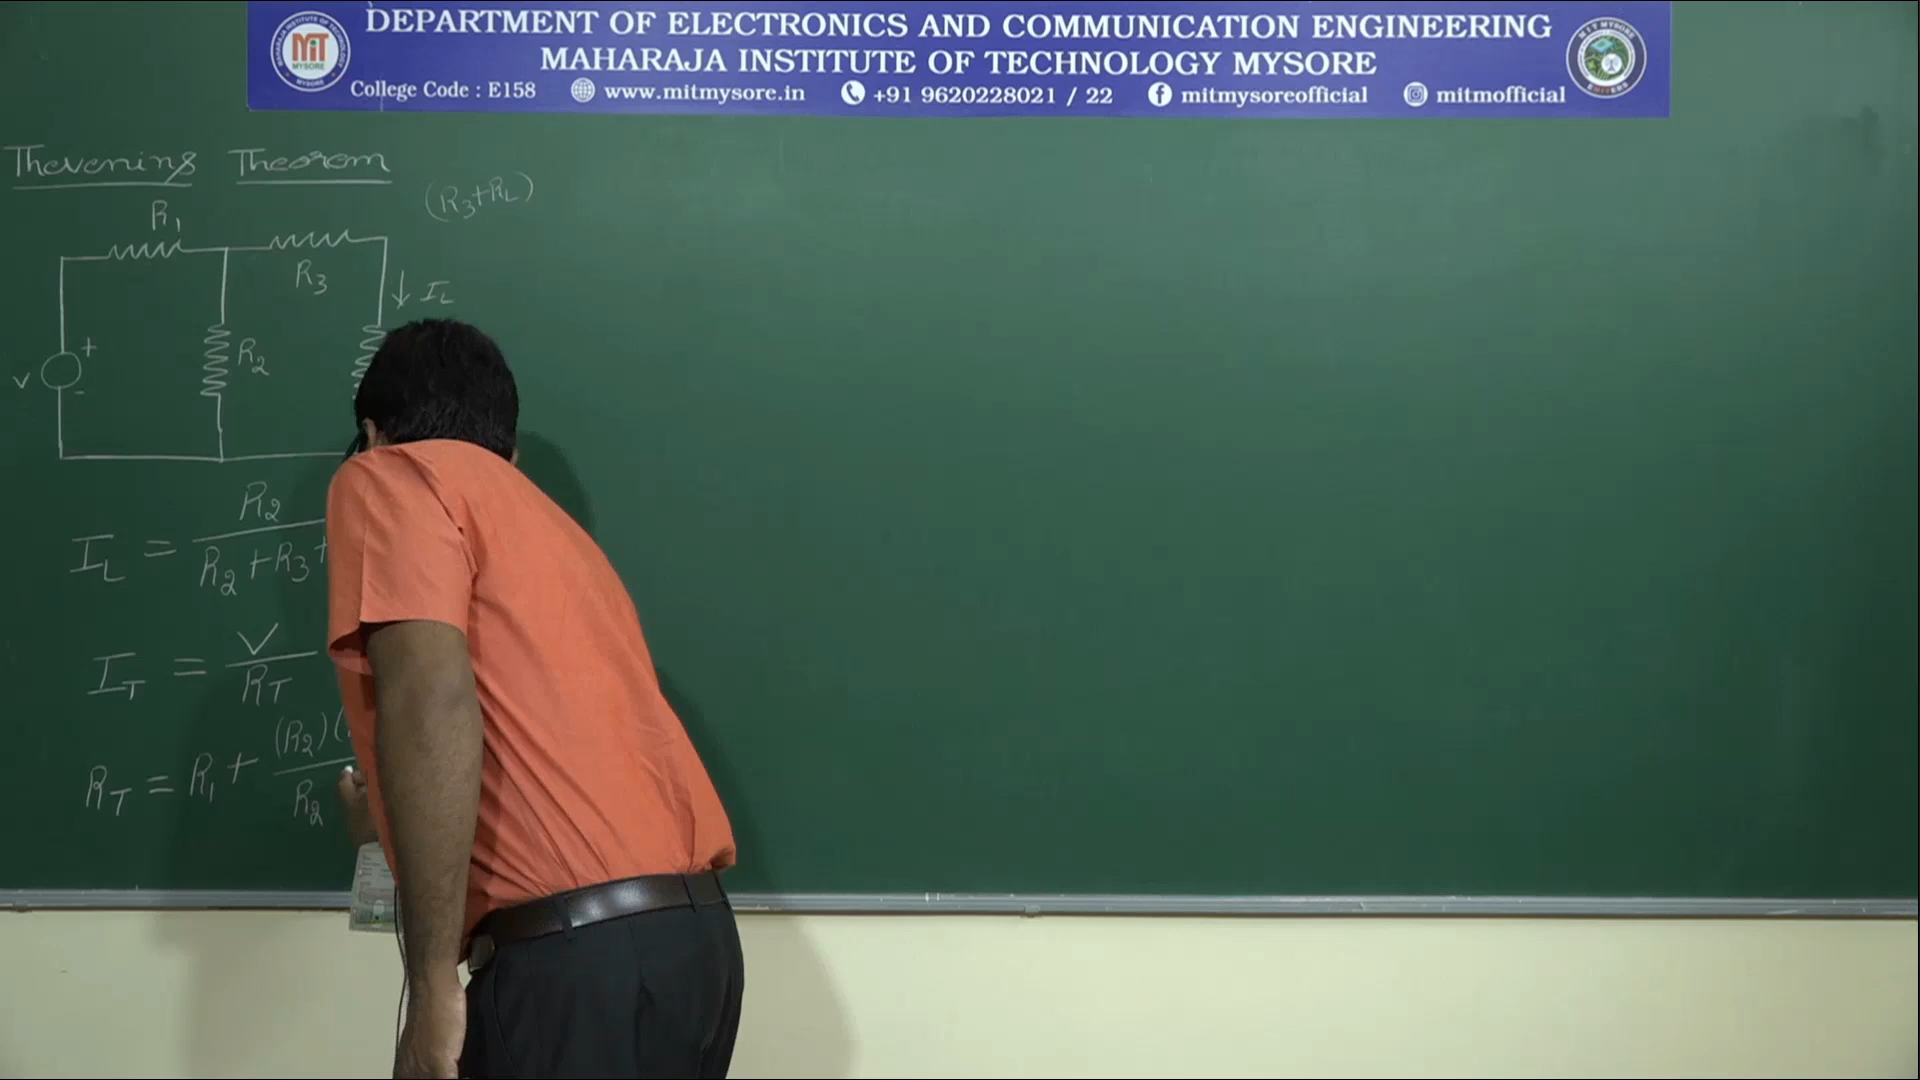 DEPARTMENT OF ELECTRONICS AND COMMUNICATION ENGINEERING
MAHARAJA INSTITUTE OF TECHNOLOGY MYSORE
College Code : E158 www.mitmysore.in +91 9620228021 / 22 mitmysoreofficial mitmofficial
MIT
MYSORE
Thevenins Theorem
(R3+RL)
R1
R3
IL
+
R2
V
-
IL = R2 / R2 + R3 +
IT = V / RT
RT = R1 + (R2)( / R2